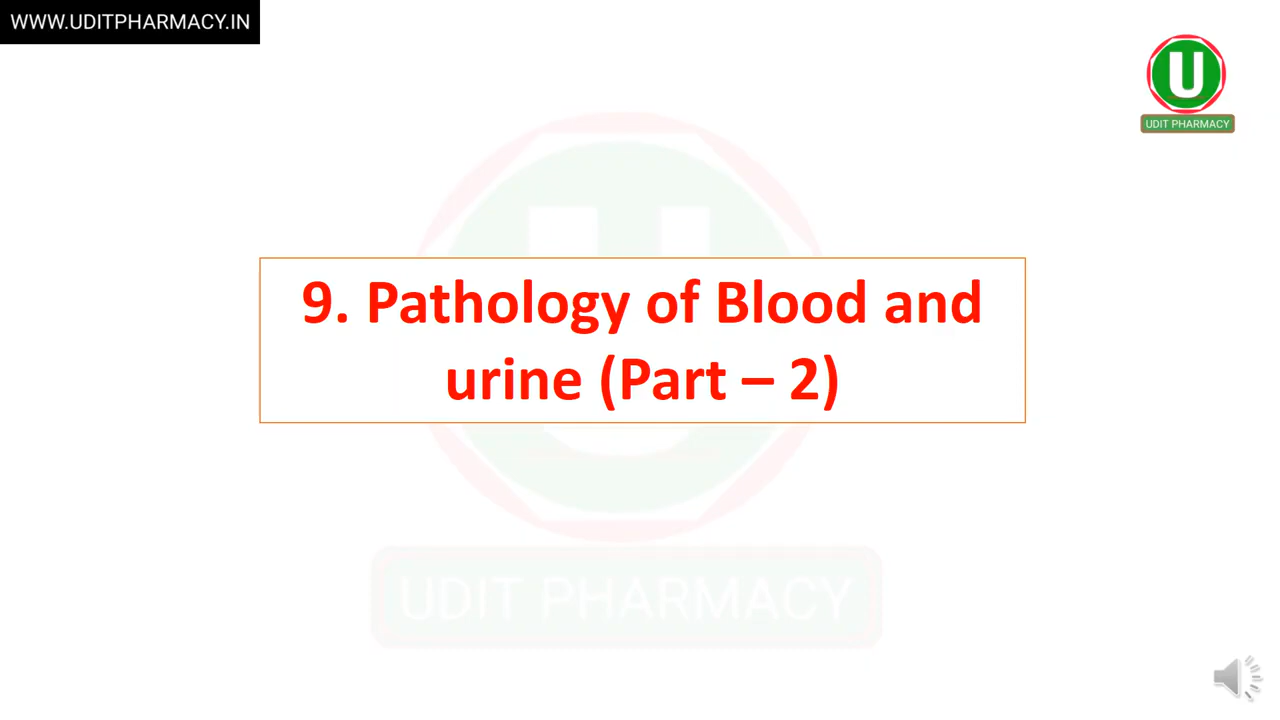 WWW.UDITPHARMACY.IN
U
UDIT PHARMACY
9. Pathology of Blood and
urine (Part – 2)
UDIT PHARMACY